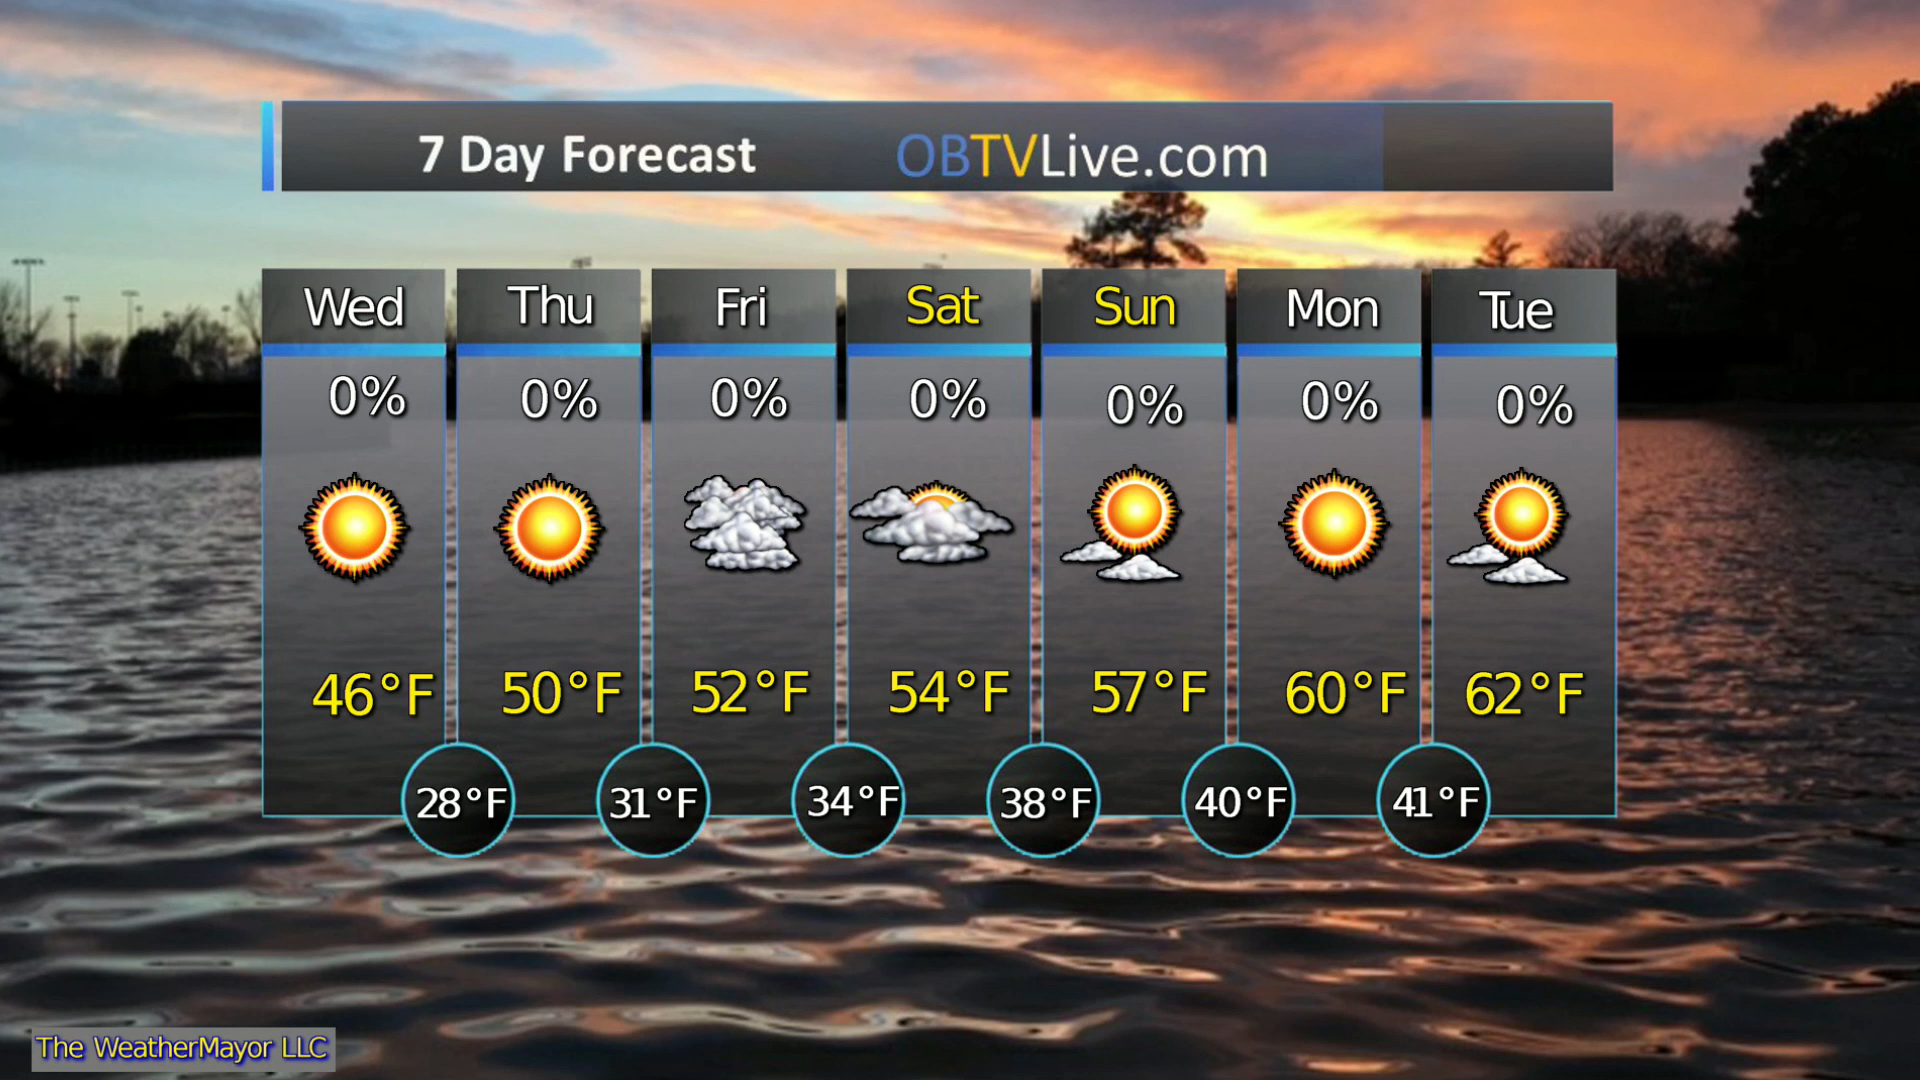 7 Day Forecast OBTVLive.com
Wed Thu Fri Sat Sun Mon Tue
0% 0% 0% 0% 0% 0% 0%
46°F 50°F 52°F 54°F 57°F 60°F 62°F
28°F 31°F 34°F 38°F 40°F 41°F
The WeatherMayor LLC